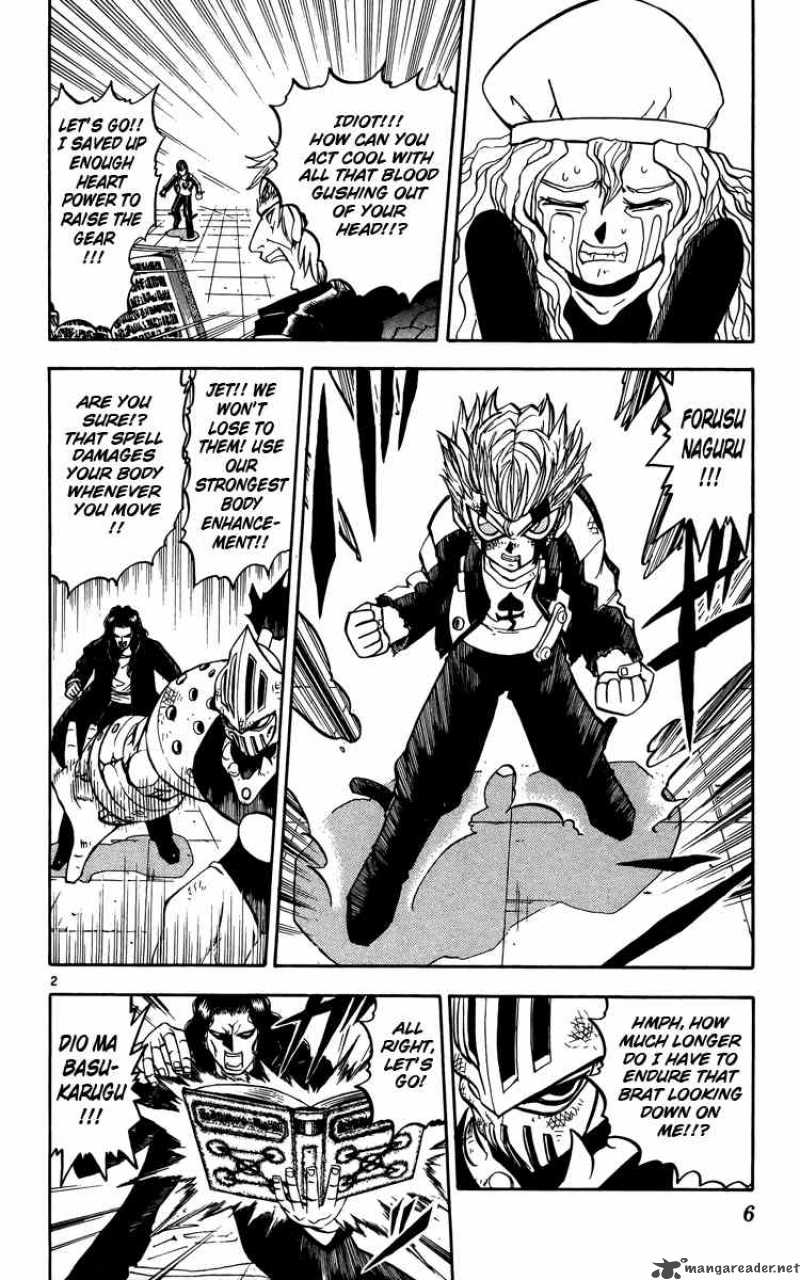 IDIOT!!!
HOW CAN YOU
ACT COOL WITH
ALL THAT BLOOD
GUSHING OUT
OF YOUR
HEAD!!?
LET'S GO!!
I SAVED UP
ENOUGH
HEART
POWER TO
RAISE THE
GEAR
!!!
FORUSU
NAGURU
!!!
JET!! WE
WON'T
LOSE TO
THEM! USE
OUR
STRONGEST
BODY
ENHANCE-
MENT!!
ARE YOU
SURE!?
THAT SPELL
DAMAGES
YOUR BODY
WHENEVER
YOU MOVE
!!
2
HMPH, HOW
MUCH LONGER
DO I HAVE TO
ENDURE THAT
BRAT LOOKING
DOWN ON
ME!!?
ALL
RIGHT,
LET'S
GO!
DIO MA
BASU-
KARUGU
!!!
6
mangareader.net